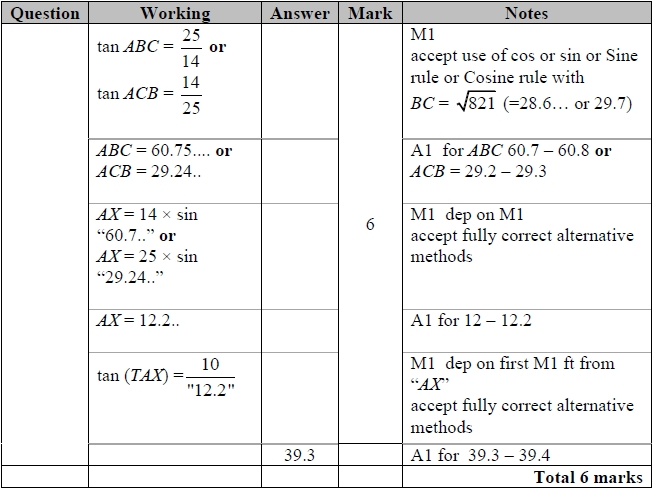 Question Working Answer Mark Notes
tan ABC = 25/14 or
tan ACB = 14/25
M1
accept use of cos or sin or Sine
rule or Cosine rule with
BC = √821 (=28.6… or 29.7)
ABC = 60.75.... or
ACB = 29.24..
A1 for ABC 60.7 – 60.8 or
ACB = 29.2 – 29.3
AX = 14 × sin
“60.7..” or
AX = 25 × sin
“29.24..”
6
M1 dep on M1
accept fully correct alternative
methods
AX = 12.2..
A1 for 12 – 12.2
tan (TAX) = 10/"12.2"
M1 dep on first M1 ft from
“AX”
accept fully correct alternative
methods
39.3
A1 for 39.3 – 39.4
Total 6 marks